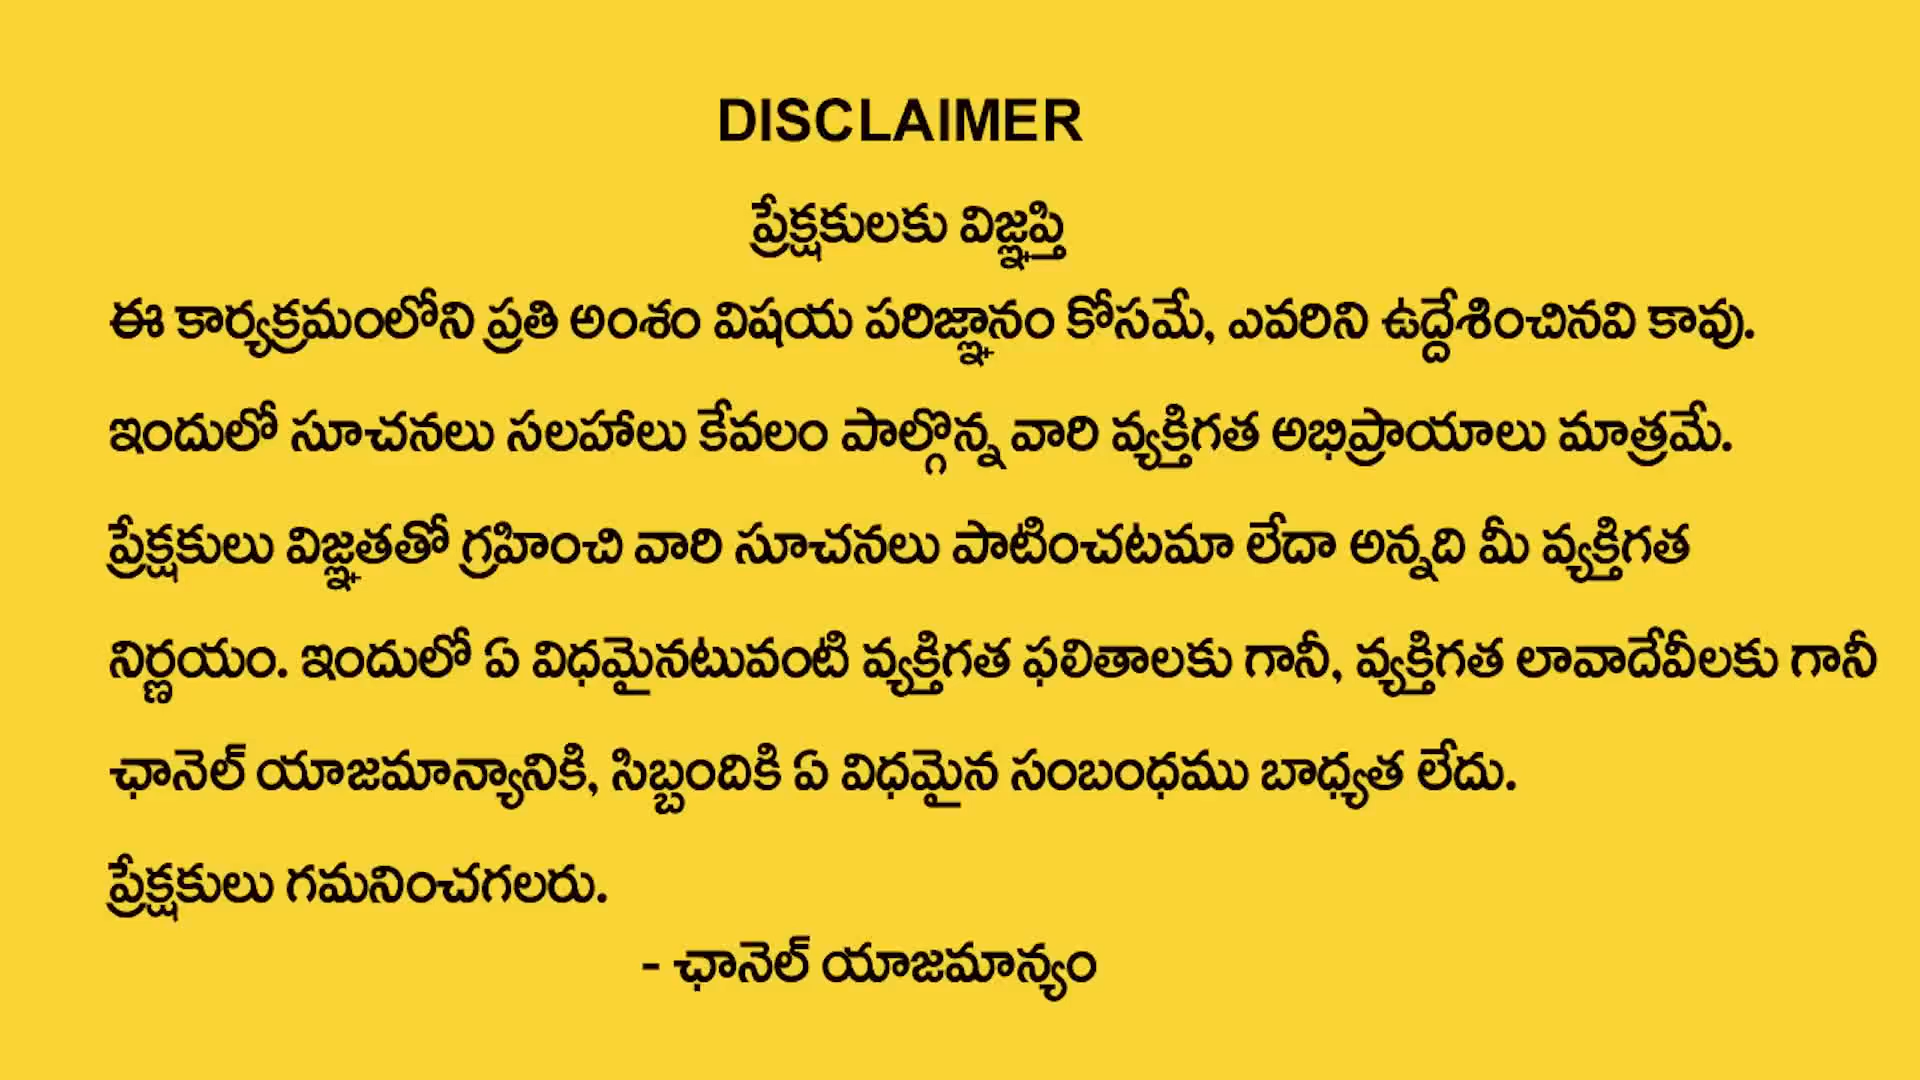 DISCLAIMER
ప్రేక్షకులకు విజ్ఞప్తి
ఈ కార్యక్రమంలోని ప్రతి అంశం విషయ పరిజ్ఞానం కోసమే, ఎవరిని ఉద్దేశించినవి కావు.
ఇందులో సూచనలు సలహాలు కేవలం పాల్గొన్న వారి వ్యక్తిగత అభిప్రాయాలు మాత్రమే.
ప్రేక్షకులు విజ్ఞతతో గ్రహించి వారి సూచనలు పాటించటమా లేదా అన్నది మీ వ్యక్తిగత
నిర్ణయం. ఇందులో ఏ విధమైనటువంటి వ్యక్తిగత ఫలితాలకు గానీ, వ్యక్తిగత లావాదేవీలకు గానీ
ఛానెల్ యాజమాన్యానికి, సిబ్బందికి ఏ విధమైన సంబంధము బాధ్యత లేదు.
ప్రేక్షకులు గమనించగలరు.
- ఛానెల్ యాజమాన్యం